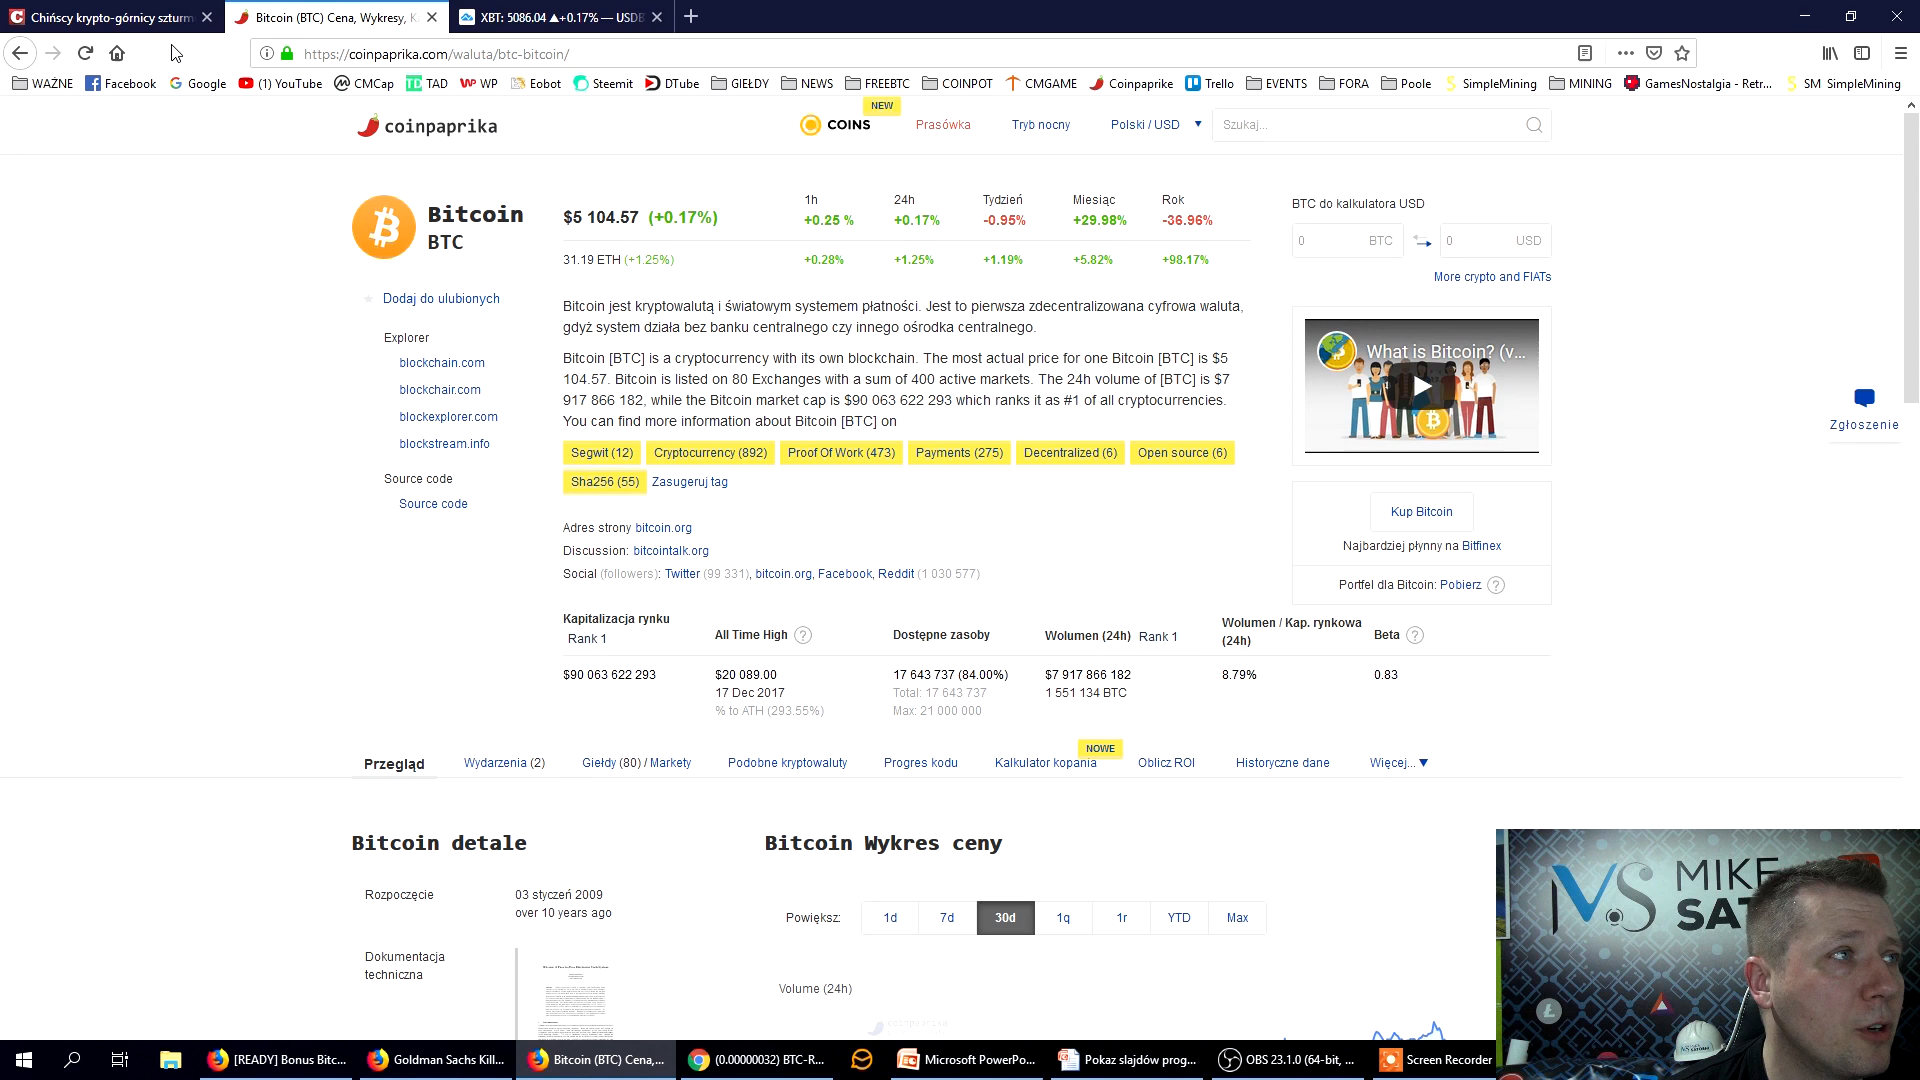 Chińscy krypto-górnicy szturm
Bitcoin (BTC) Cena, Wykresy, K
XBT: 5086.04 ▲+0.17% — USDB
https://coinpaprika.com/waluta/btc-bitcoin/
WAŻNE Facebook Google (1) YouTube CMCap TAD WP Eobot Steemit DTube GIEŁDY NEWS FREEBTC COINPOT CMGAME Coinpaprike Trello EVENTS FORA Poole SimpleMining MINING GamesNostalgia - Retr... SM SimpleMining
NEW
coinpaprika
COINS Prasówka Tryb nocny Polski / USD Szukaj...
Bitcoin
BTC
$5 104.57 (+0.17%)
1h 24h Tydzień Miesiąc Rok
+0.25 % +0.17% -0.95% +29.98% -36.96%
31.19 ETH (+1.25%) +0.28% +1.25% +1.19% +5.82% +98.17%
BTC do kalkulatora USD
0 BTC 0 USD
More crypto and FIATs
Dodaj do ulubionych
Explorer
blockchain.com
blockchair.com
blockexplorer.com
blockstream.info
Source code
Source code
Bitcoin jest kryptowalutą i światowym systemem płatności. Jest to pierwsza zdecentralizowana cyfrowa waluta,
gdyż system działa bez banku centralnego czy innego ośrodka centralnego.
Bitcoin [BTC] is a cryptocurrency with its own blockchain. The most actual price for one Bitcoin [BTC] is $5
104.57. Bitcoin is listed on 80 Exchanges with a sum of 400 active markets. The 24h volume of [BTC] is $7
917 866 182, while the Bitcoin market cap is $90 063 622 293 which ranks it as #1 of all cryptocurrencies.
You can find more information about Bitcoin [BTC] on
Segwit (12) Cryptocurrency (892) Proof Of Work (473) Payments (275) Decentralized (6) Open source (6)
Sha256 (55) Zasugeruj tag
Adres strony bitcoin.org
Discussion: bitcointalk.org
Social (followers): Twitter (99 331), bitcoin.org, Facebook, Reddit (1 030 577)
What is Bitcoin? (v...
Kup Bitcoin
Najbardziej płynny na Bitfinex
Portfel dla Bitcoin: Pobierz ?
Zgłoszenie
Kapitalizacja rynku
Rank 1
All Time High ?
Dostępne zasoby
Wolumen (24h) Rank 1
Wolumen / Kap. rynkowa
(24h)
Beta ?
$90 063 622 293
$20 089.00
17 Dec 2017
% to ATH (293.55%)
17 643 737 (84.00%)
Total: 17 643 737
Max: 21 000 000
$7 917 866 182
1 551 134 BTC
8.79%
0.83
NOWE
Przegląd Wydarzenia (2) Giełdy (80) / Markety Podobne kryptowaluty Progres kodu Kalkulator kopania Oblicz ROI Historyczne dane Więcej... ▼
Bitcoin detale
Rozpoczęcie 03 styczeń 2009
over 10 years ago
Dokumentacja
techniczna
Bitcoin Wykres ceny
Powiększ: 1d 7d 30d 1q 1r YTD Max
Volume (24h)
coinpaprika
MIKE
[READY] Bonus Bitc... Goldman Sachs Kill... Bitcoin (BTC) Cena,... (0.00000032) BTC-R... Microsoft PowerPo... Pokaz slajdów prog... OBS 23.1.0 (64-bit, ... Screen Recorder